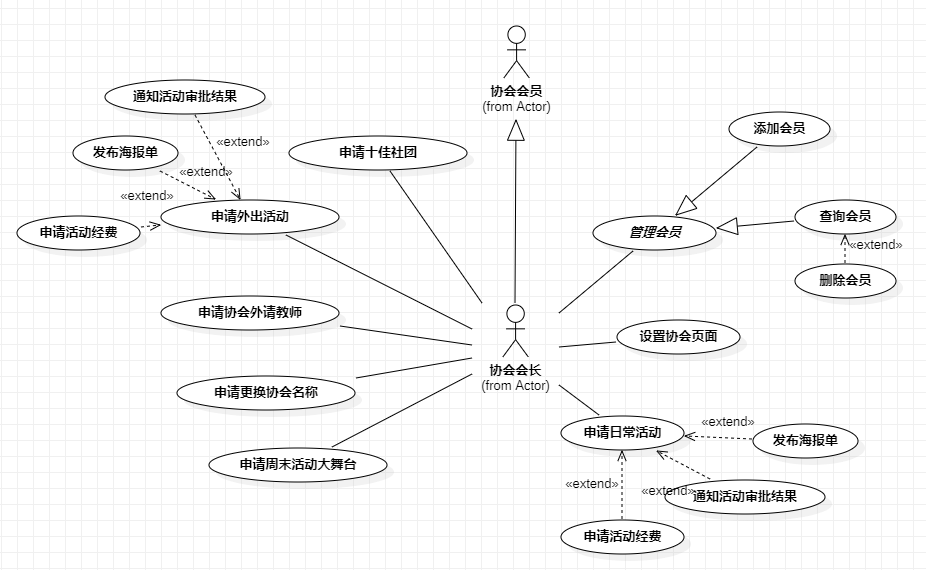 协会会员
(from Actor)
通知活动审批结果
添加会员
«extend»
发布海报单
申请十佳社团
«extend»
«extend»
申请外出活动
查询会员
申请活动经费
管理会员
«extend»
删除会员
申请协会外请教师
设置协会页面
协会会长
(from Actor)
申请更换协会名称
«extend»
申请日常活动
发布海报单
申请周末活动大舞台
«extend»
«extend»
通知活动审批结果
申请活动经费